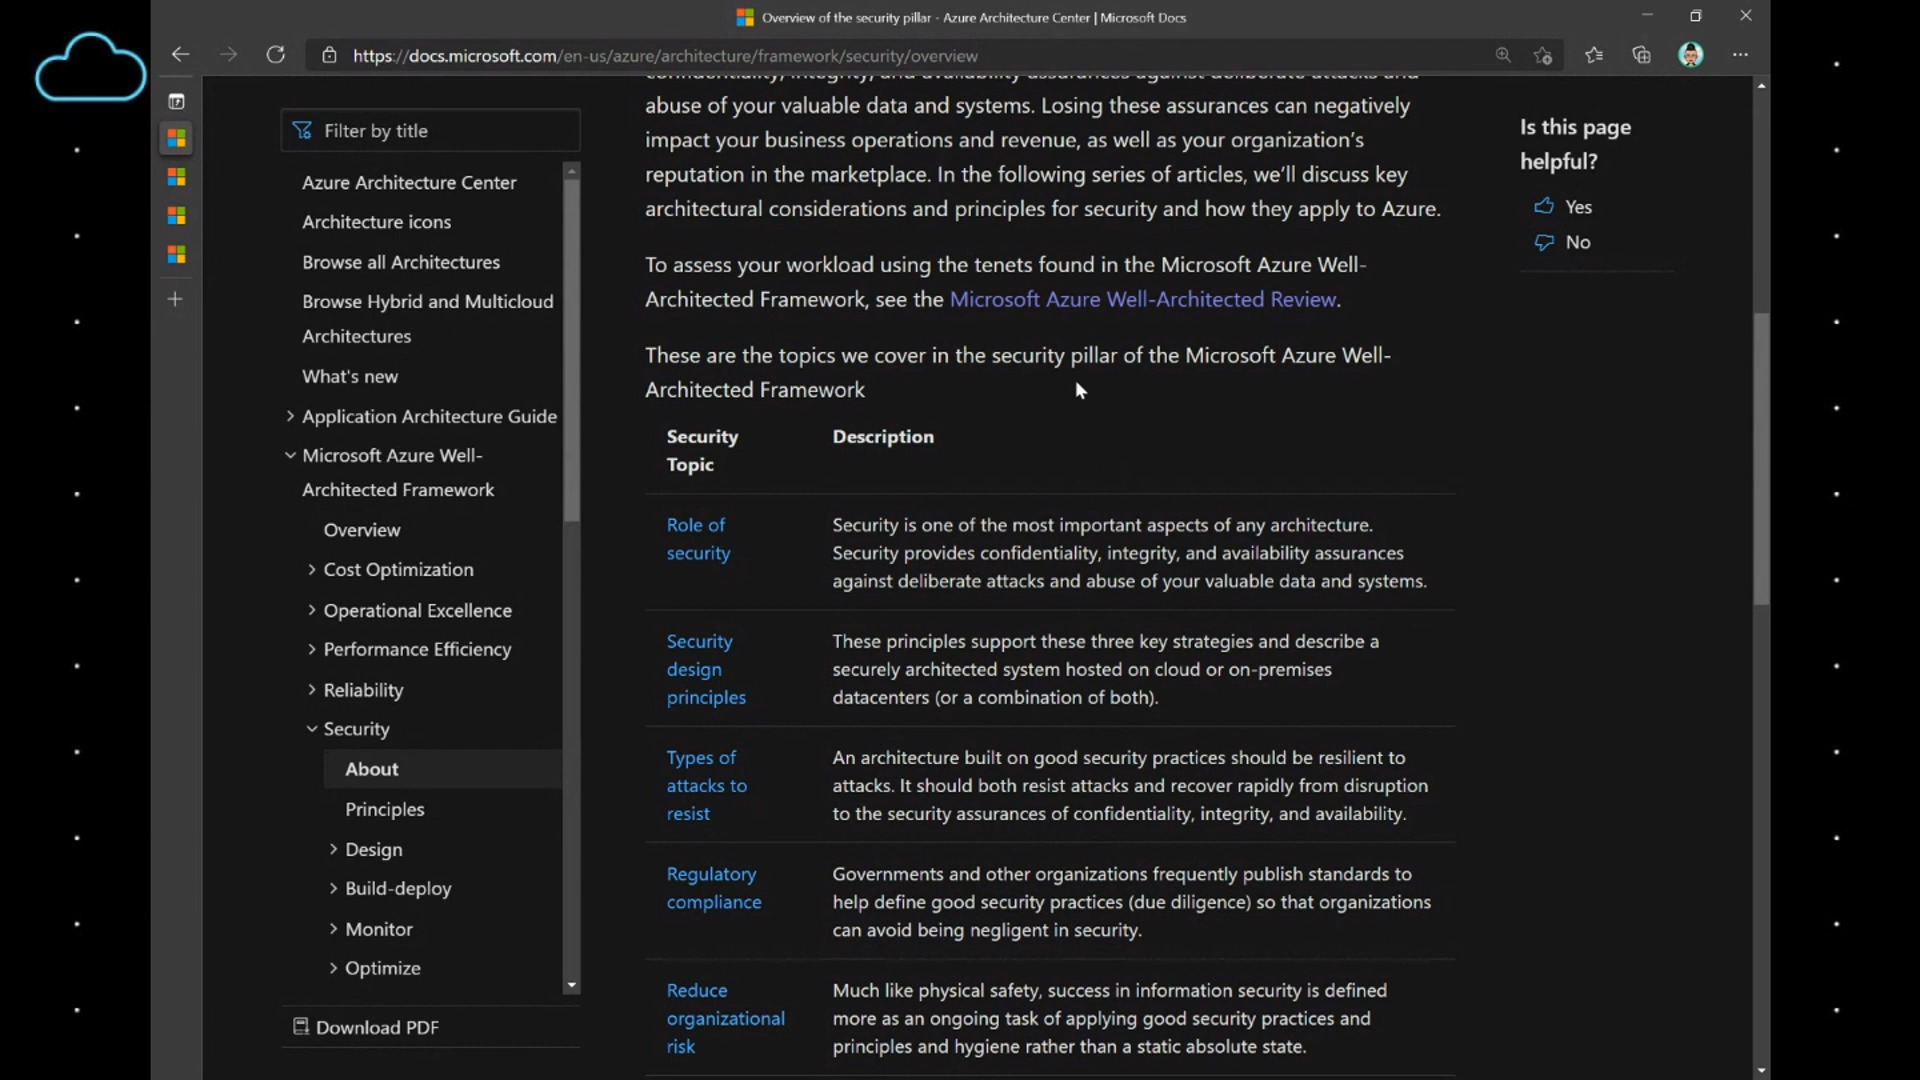 Overview of the security pillar - Azure Architecture Center | Microsoft Docs
https://docs.microsoft.com/en-us/azure/architecture/framework/security/overview
Filter by title
Azure Architecture Center
Architecture icons
Browse all Architectures
Browse Hybrid and Multicloud
Architectures
What's new
Application Architecture Guide
Microsoft Azure Well-
Architected Framework
Overview
Cost Optimization
Operational Excellence
Performance Efficiency
Reliability
Security
About
Principles
Design
Build-deploy
Monitor
Optimize
Download PDF
confidentiality, integrity, and availability assurances against deliberate attacks and
abuse of your valuable data and systems. Losing these assurances can negatively
impact your business operations and revenue, as well as your organization's
reputation in the marketplace. In the following series of articles, we'll discuss key
architectural considerations and principles for security and how they apply to Azure.
To assess your workload using the tenets found in the Microsoft Azure Well-
Architected Framework, see the Microsoft Azure Well-Architected Review.
These are the topics we cover in the security pillar of the Microsoft Azure Well-
Architected Framework
Security
Topic
Description
Role of
security
Security is one of the most important aspects of any architecture.
Security provides confidentiality, integrity, and availability assurances
against deliberate attacks and abuse of your valuable data and systems.
Security
design
principles
These principles support these three key strategies and describe a
securely architected system hosted on cloud or on-premises
datacenters (or a combination of both).
Types of
attacks to
resist
An architecture built on good security practices should be resilient to
attacks. It should both resist attacks and recover rapidly from disruption
to the security assurances of confidentiality, integrity, and availability.
Regulatory
compliance
Governments and other organizations frequently publish standards to
help define good security practices (due diligence) so that organizations
can avoid being negligent in security.
Reduce
organizational
risk
Much like physical safety, success in information security is defined
more as an ongoing task of applying good security practices and
principles and hygiene rather than a static absolute state.
Is this page
helpful?
Yes
No